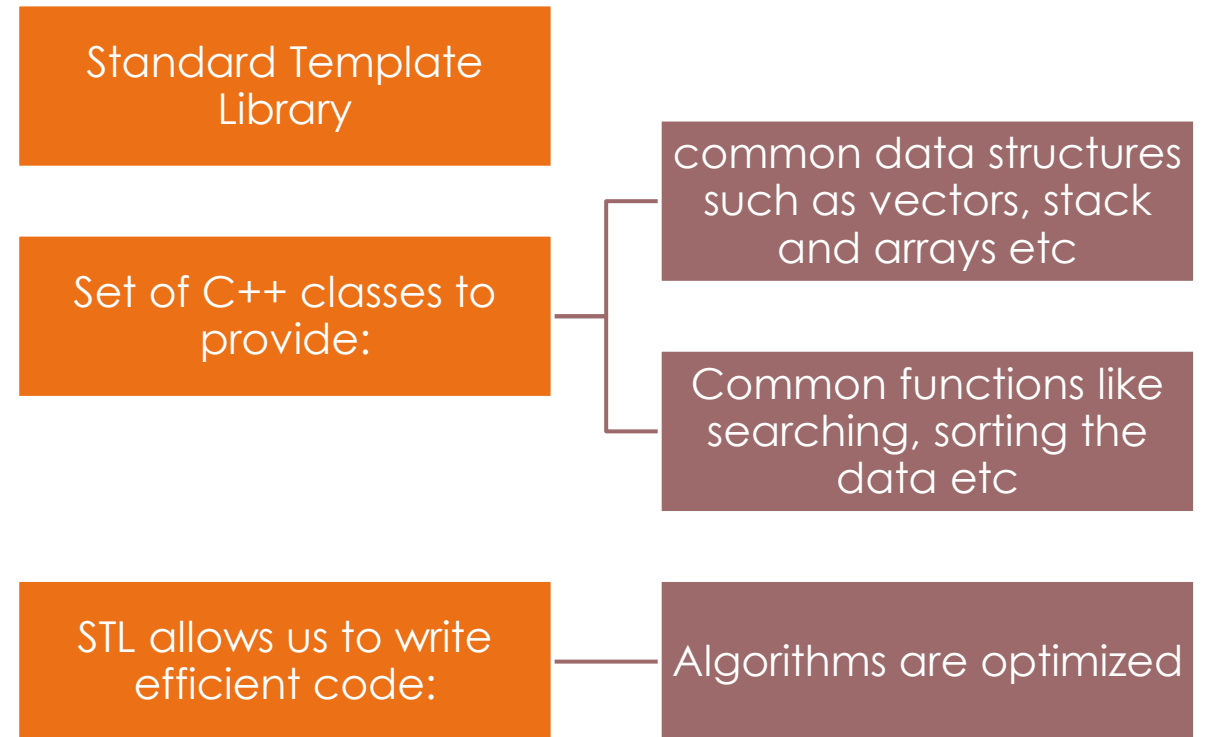 Standard Template
Library
Set of C++ classes to
provide:
common data structures
such as vectors, stack
and arrays etc
Common functions like
searching, sorting the
data etc
STL allows us to write
efficient code:
Algorithms are optimized